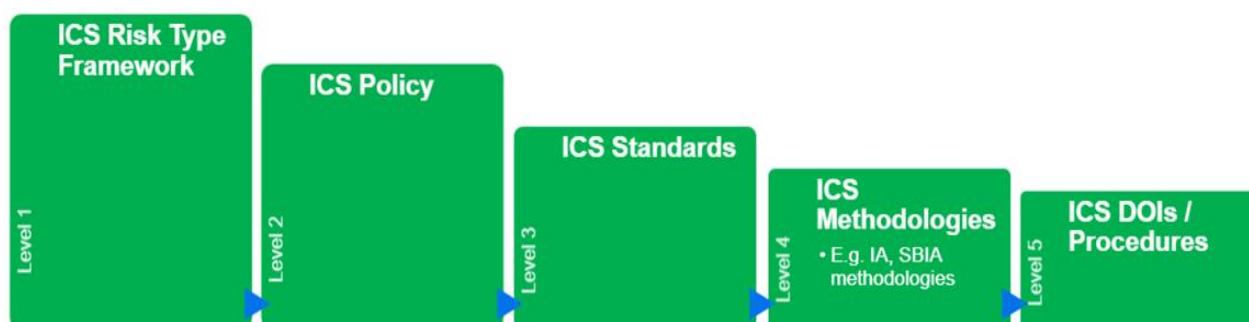 ICS Risk Type
Framework
Level 1
ICS Policy
Level 2
ICS Standards
Level 3
ICS
Methodologies
• E.g. IA, SBIA
methodologies
Level 4
ICS DOIs /
Procedures
Level 5